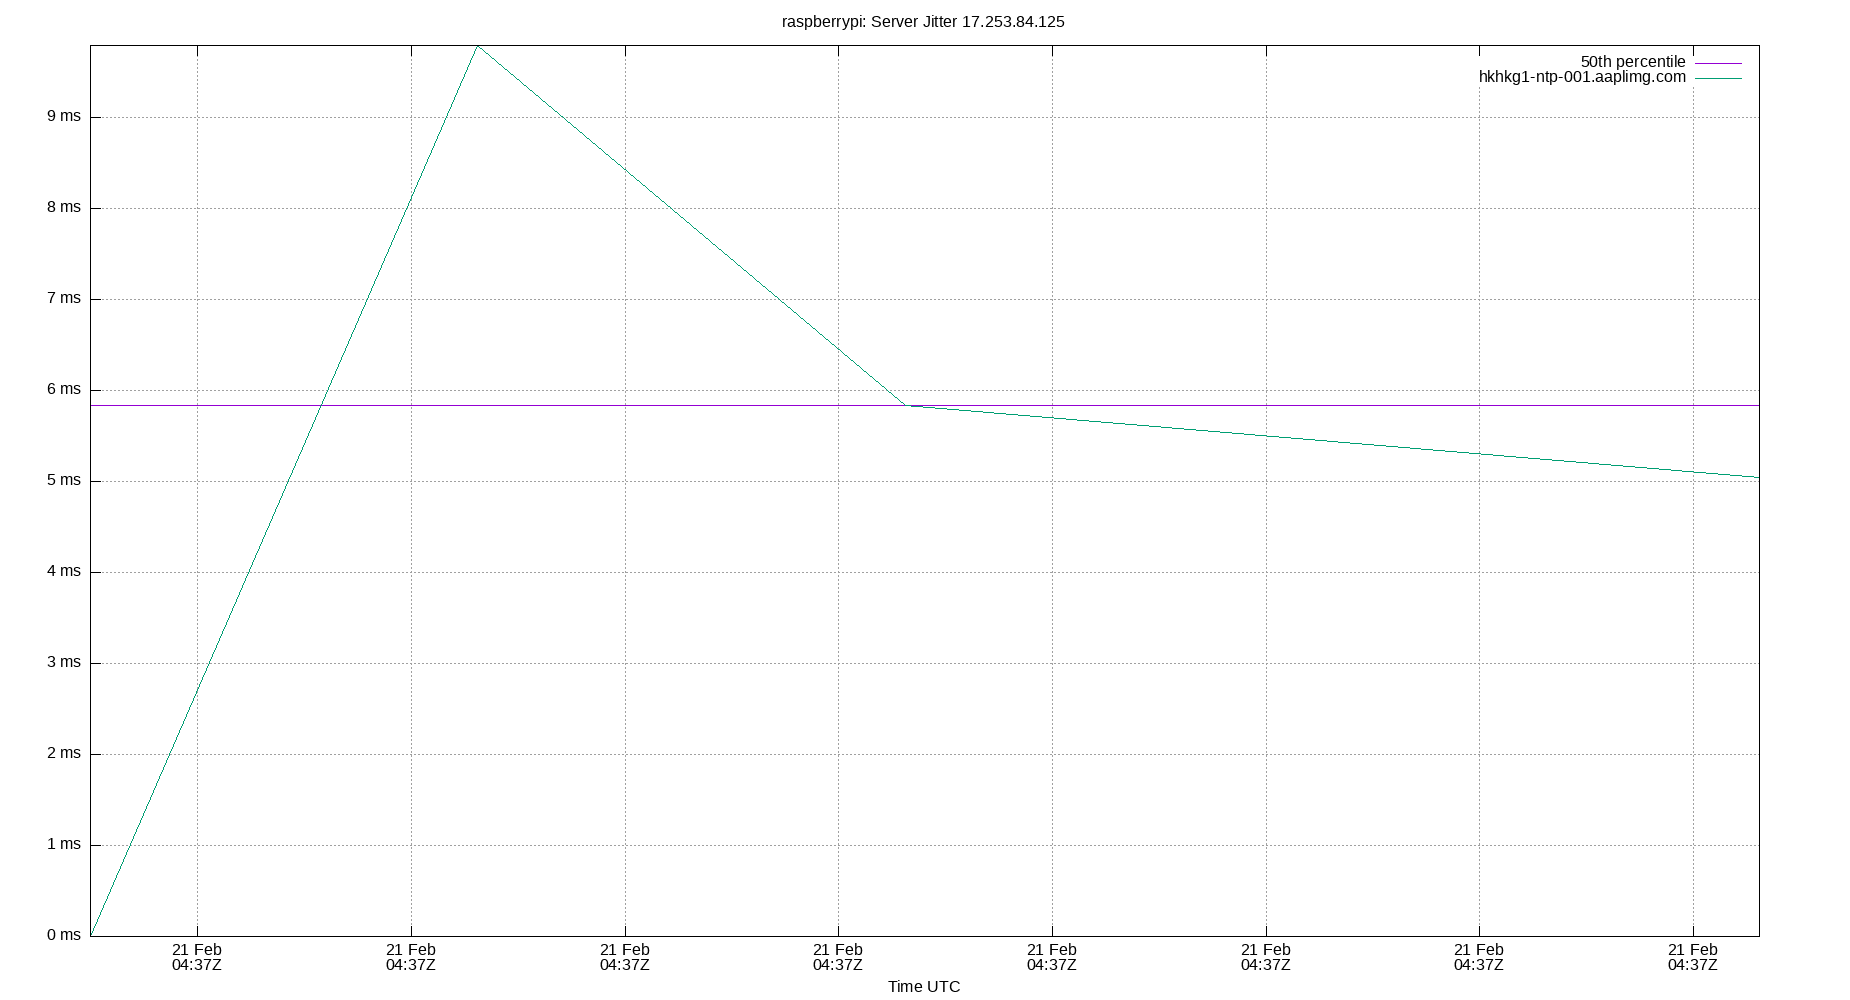 raspberrypi: Server Jitter 17.253.84.125
50th percentile
hkhkg1-ntp-001.aaplimg.com
9 ms
8 ms
7 ms
6 ms
5 ms
4 ms
3 ms
2 ms
1 ms
0 ms
21 Feb 21 Feb 21 Feb 21 Feb 21 Feb 21 Feb 21 Feb 21 Feb
04:37Z 04:37Z 04:37Z 04:37Z 04:37Z 04:37Z 04:37Z 04:37Z
Time UTC